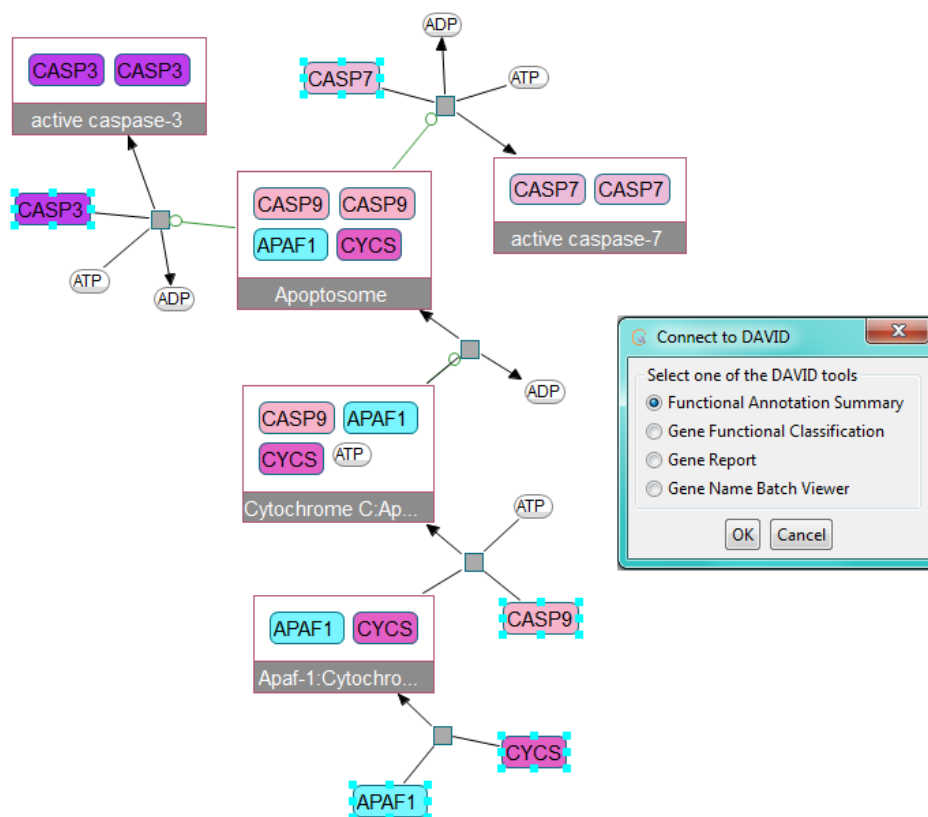 ADP
CASP3 CASP3
CASP7
ATP
active caspase-3
CASP7 CASP7
CASP3
CASP9 CASP9
active caspase-7
APAF1 CYCS
ATP
ADP
Apoptosome
Connect to DAVID
X
Select one of the DAVID tools
ADP
Functional Annotation Summary
CASP9 APAF1
Gene Functional Classification
CYCS ATP
Gene Report
Gene Name Batch Viewer
Cytochrome C:Ap...
ATP
OK Cancel
CASP9
APAF1 CYCS
Apaf-1:Cytochro...
CYCS
APAF1